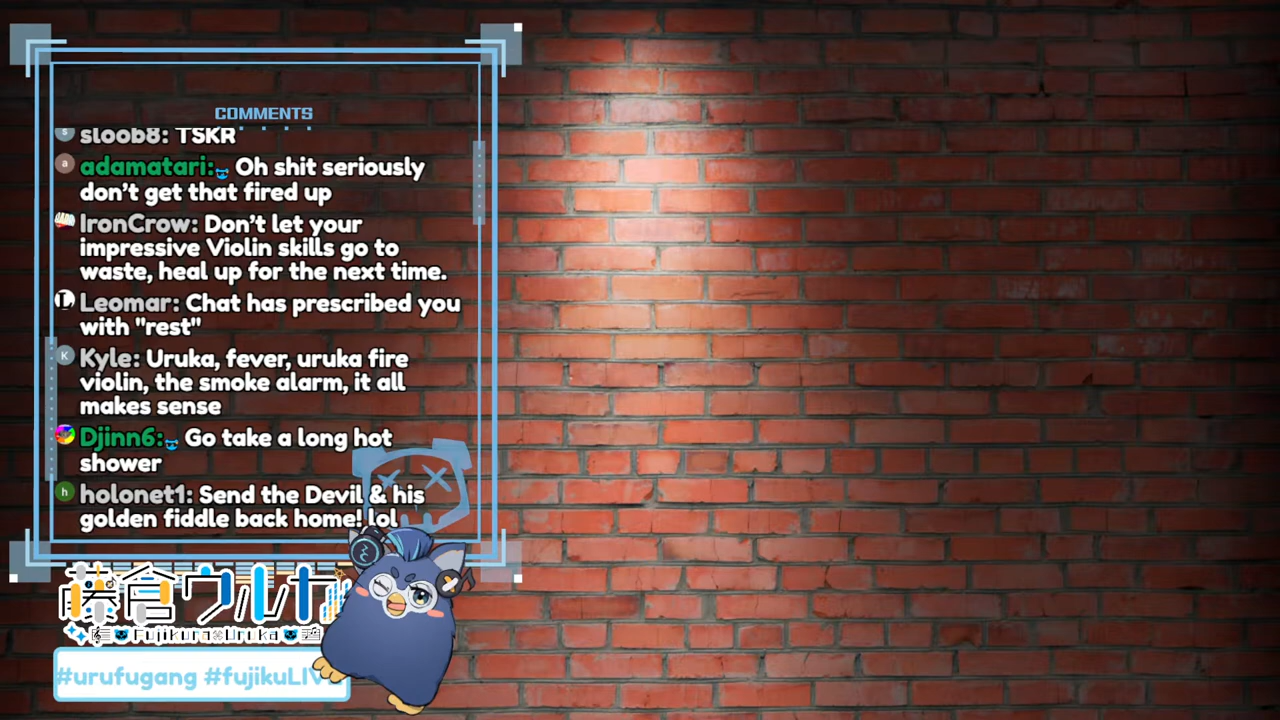 COMMENTS
sloob8: TSKR
adamatari: Oh shit seriously
don't get that fired up
IronCrow: Don't let your
impressive Violin skills go to
waste, heal up for the next time.
Leomar: Chat has prescribed you
with "rest"
Kyle: Uruka, fever, uruka fire
violin, the smoke alarm, it all
makes sense
Djinn6: Go take a long hot
shower
holonet1: Send the Devil & his
golden fiddle back home! lol
藤倉ウルカ
Fujikura Uruka
#urufugang #fujikuLIV